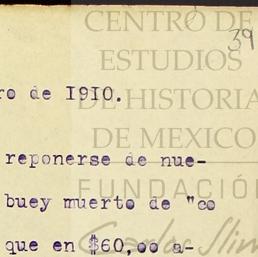 CENTRO DE
ESTUDIOS
39
ro de 1910.
DE HISTORIA
DE MEXICO
reponerse de nue-
FUNDACIÓN
buey muerto de "co
Carlos Slim
que en $60,oo a-